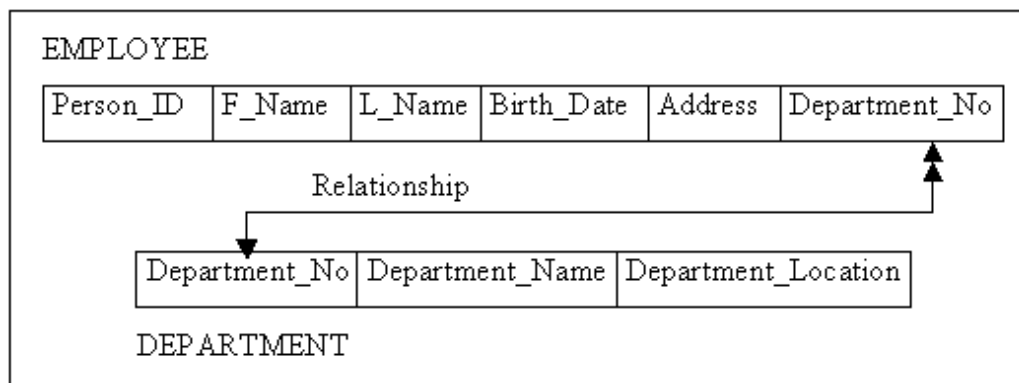 EMPLOYEE
Person_ID F_Name L_Name Birth_Date Address Department_No
Relationship
Department_No Department_Name Department_Location
DEPARTMENT